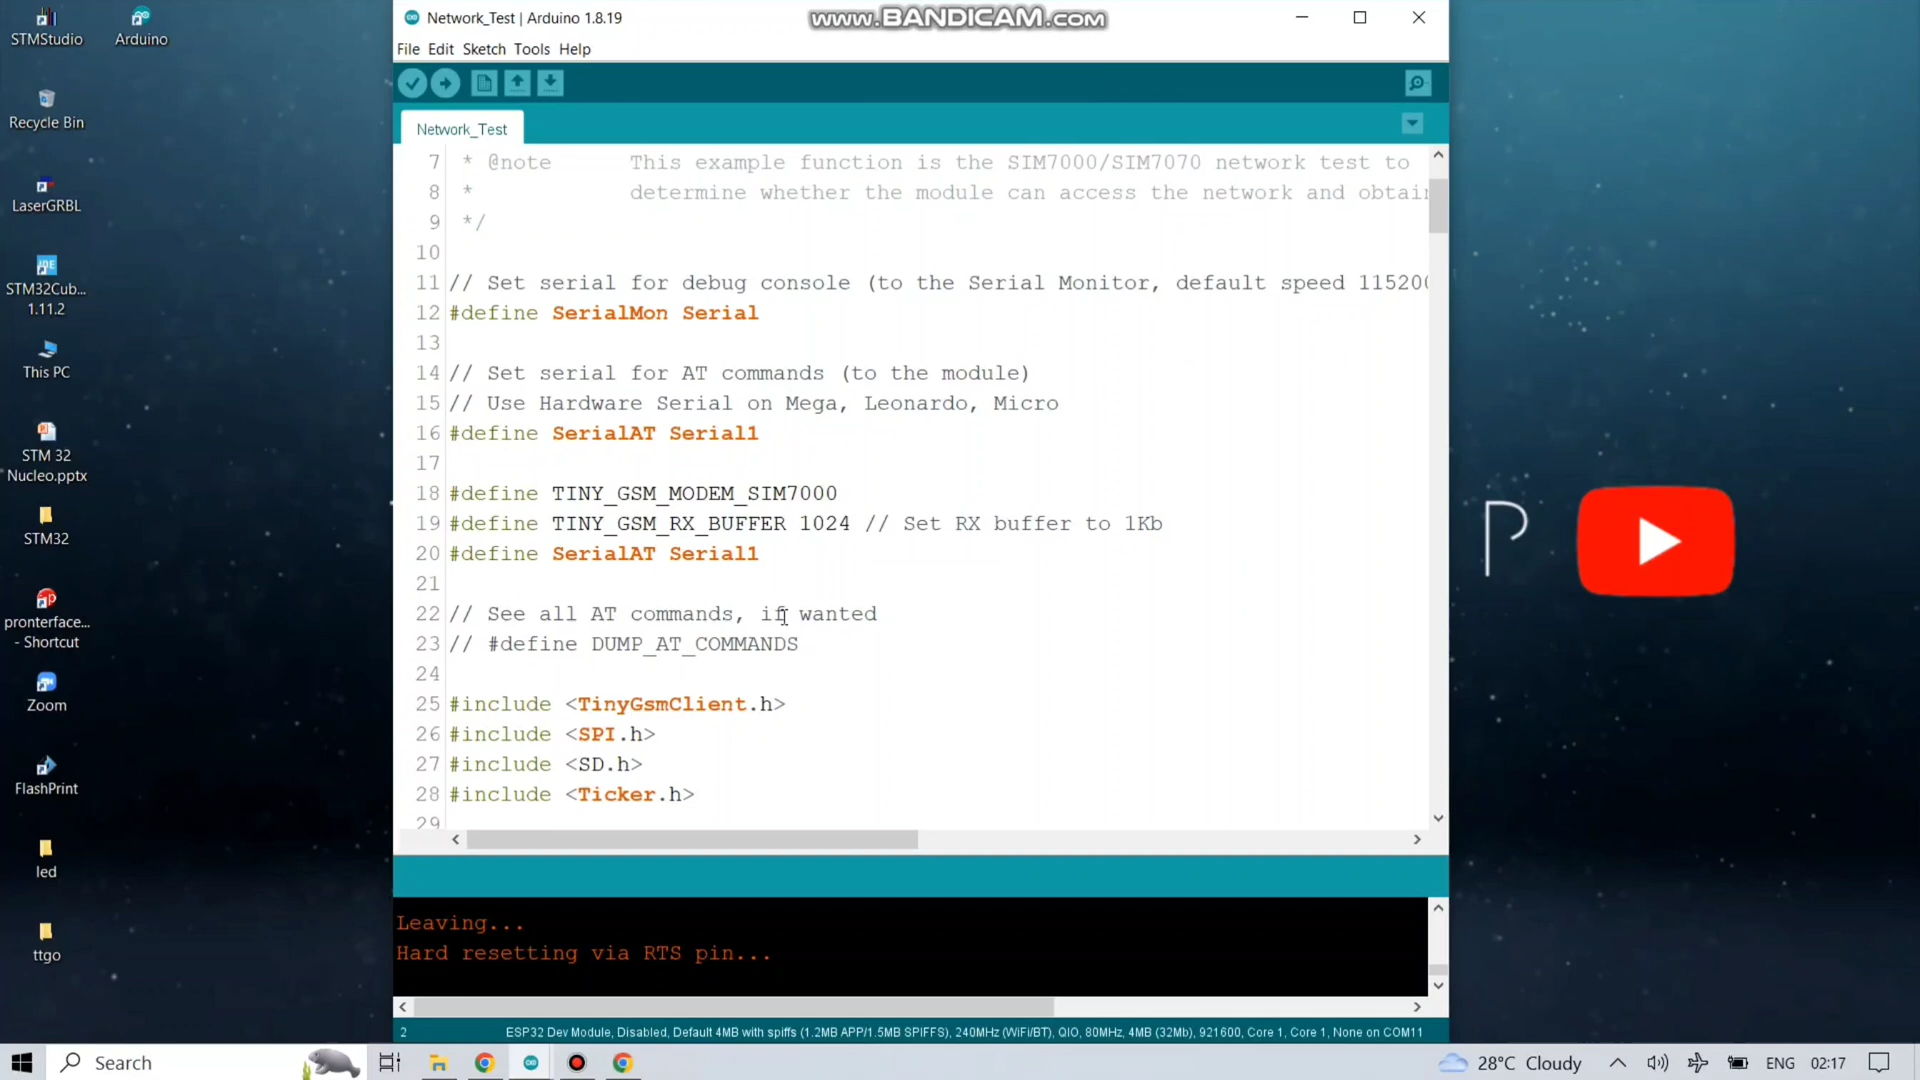 STMStudio
Arduino
Recycle Bin
LaserGRBL
IDE
STM32Cub...
1.11.2
This PC
STM 32
Nucleo.pptx
STM32
pronterface...
- Shortcut
Zoom
FlashPrint
led
ttgo
Network_Test | Arduino 1.8.19
www.BANDICAM.com
File Edit Sketch Tools Help
Network_Test
7 * @note This example function is the SIM7000/SIM7070 network test to
8 * determine whether the module can access the network and obtain
9 */
10
11 // Set serial for debug console (to the Serial Monitor, default speed 115200
12 #define SerialMon Serial
13
14 // Set serial for AT commands (to the module)
15 // Use Hardware Serial on Mega, Leonardo, Micro
16 #define SerialAT Serial1
17
18 #define TINY_GSM_MODEM_SIM7000
19 #define TINY_GSM_RX_BUFFER 1024 // Set RX buffer to 1Kb
20 #define SerialAT Serial1
21
22 // See all AT commands, if wanted
23 // #define DUMP_AT_COMMANDS
24
25 #include <TinyGsmClient.h>
26 #include <SPI.h>
27 #include <SD.h>
28 #include <Ticker.h>
29
Leaving...
Hard resetting via RTS pin...
2 ESP32 Dev Module, Disabled, Default 4MB with spiffs (1.2MB APP/1.5MB SPIFFS), 240MHz (WiFi/BT), QIO, 80MHz, 4MB (32Mb), 921600, Core 1, Core 1, None on COM11
P
Search
28°C Cloudy
ENG
02:17